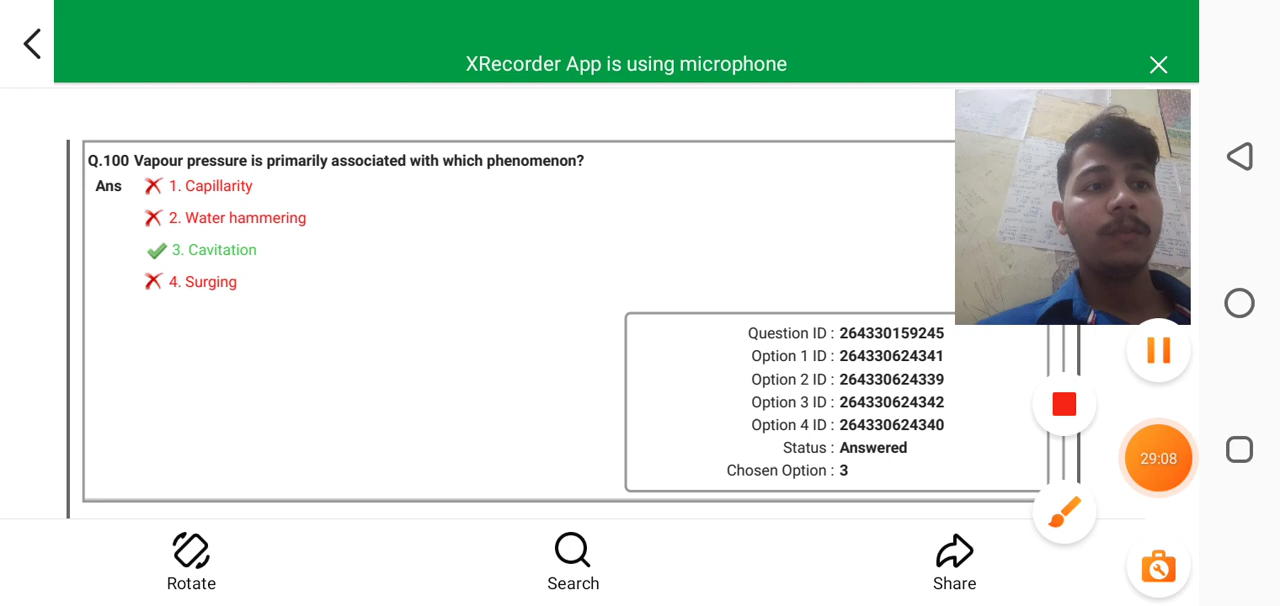 XRecorder App is using microphone
Q.100 Vapour pressure is primarily associated with which phenomenon?
Ans 1. Capillarity
2. Water hammering
3. Cavitation
4. Surging
Question ID : 264330159245
Option 1 ID : 264330624341
Option 2 ID : 264330624339
Option 3 ID : 264330624342
Option 4 ID : 264330624340
Status : Answered
Chosen Option : 3
29:08
Rotate
Search
Share